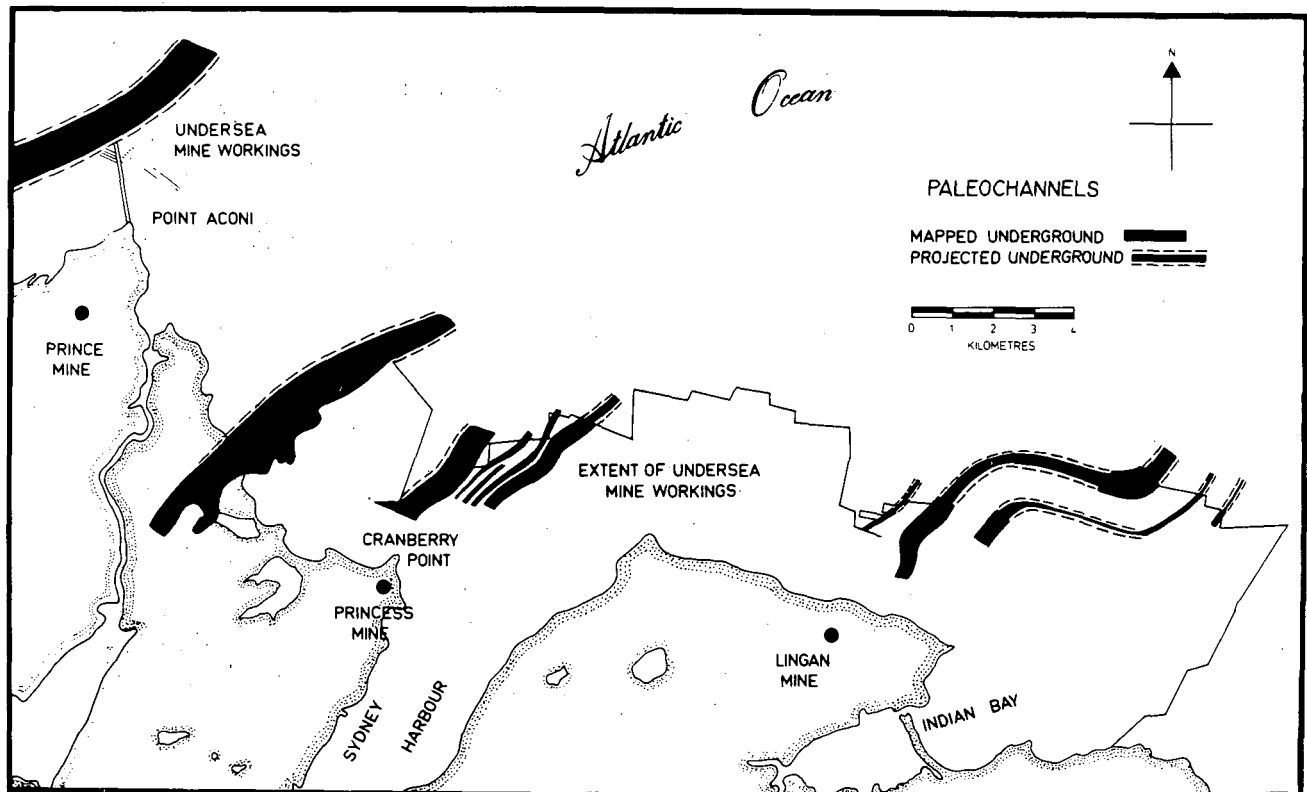 Atlantic Ocean
N
UNDERSEA
MINE WORKINGS
POINT ACONI
PALEOCHANNELS
MAPPED UNDERGROUND
PROJECTED UNDERGROUND
0 1 2 3 4
KILOMETRES
PRINCE
MINE
EXTENT OF UNDERSEA
MINE WORKINGS
CRANBERRY
POINT
PRINCESS
MINE
LINGAN
MINE
SYDNEY HARBOUR
INDIAN BAY